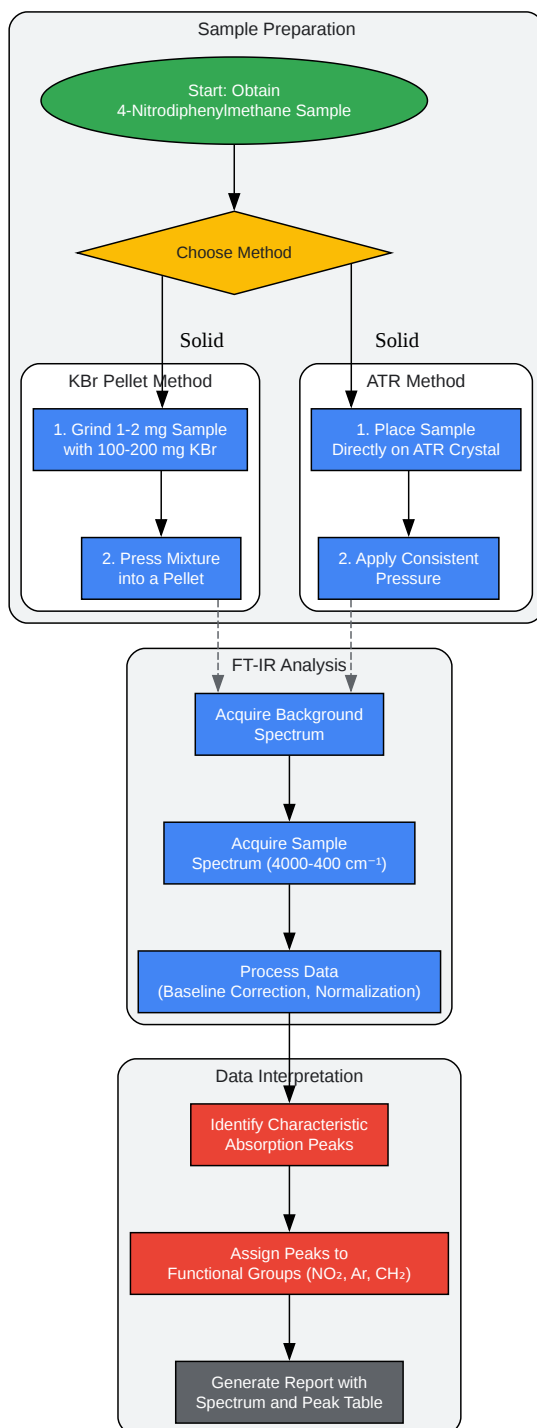 Sample Preparation
Start: Obtain
4-Nitrodiphenylmethane Sample
Choose Method
Solid
Solid
KBr Pellet Method
1. Grind 1-2 mg Sample
with 100-200 mg KBr
2. Press Mixture
into a Pellet
ATR Method
1. Place Sample
Directly on ATR Crystal
2. Apply Consistent
Pressure
FT-IR Analysis
Acquire Background
Spectrum
Acquire Sample
Spectrum (4000-400 cm⁻¹)
Process Data
(Baseline Correction, Normalization)
Data Interpretation
Identify Characteristic
Absorption Peaks
Assign Peaks to
Functional Groups (NO₂, Ar, CH₂)
Generate Report with
Spectrum and Peak Table